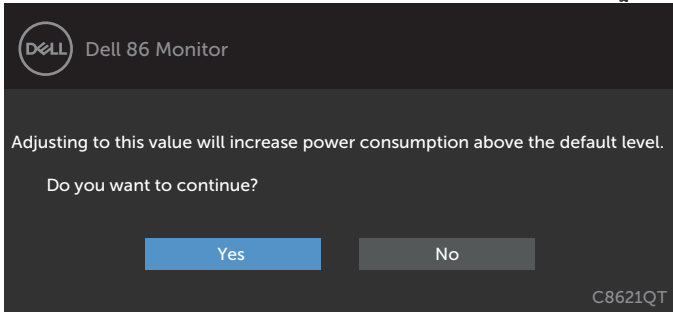 DELL
Dell 86 Monitor
Adjusting to this value will increase power consumption above the default level.
Do you want to continue?
Yes
No
C8621QT